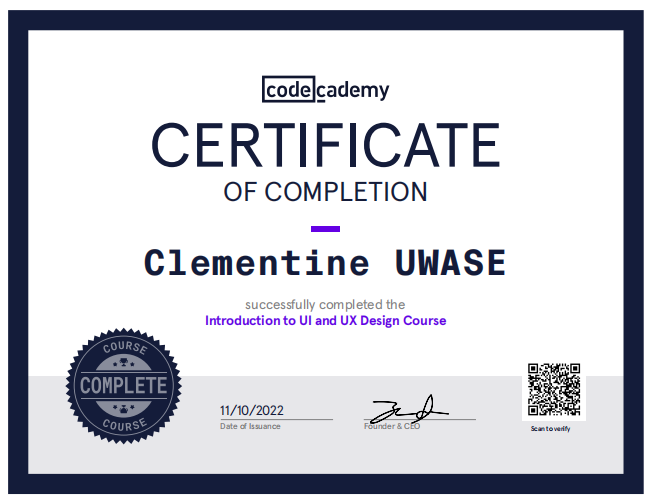 codecademy
CERTIFICATE
OF COMPLETION
Clementine UWASE
successfully completed the
Introduction to UI and UX Design Course
COURSE
COMPLETE
COURSE
11/10/2022
Date of Issuance
Founder & CEO
Scan to verify